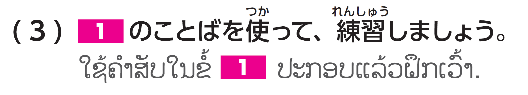 (3) 1 のことばを使って、練習しましょう。
ໃຊ້ຄໍາສັບໃນຂໍ້ 1 ປະກອບແລ້ວຝຶກເວົ້າ.